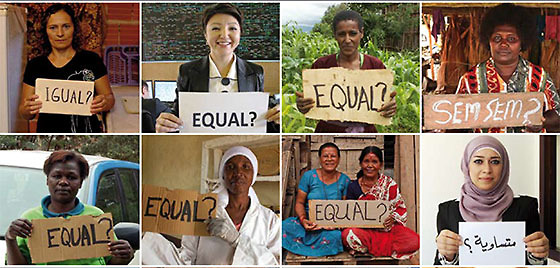 IGUAL?
EQUAL?
EQUAL?
SEM SEM?
EQUAL?
EQUAL?
EQUAL?
متساوية؟